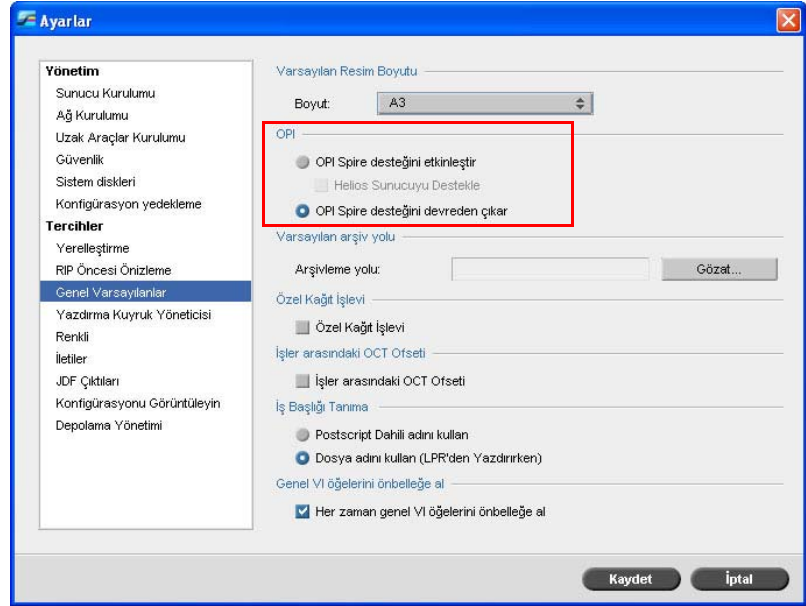 Ayarlar
Yönetim
Sunucu Kurulumu
Ağ Kurulumu
Uzak Araçlar Kurulumu
Güvenlik
Sistem diskleri
Konfigürasyon yedekleme
Tercihler
Yerelleştirme
RIP Öncesi Önizleme
Genel Varsayılanlar
Yazdırma Kuyruk Yöneticisi
Renkli
İletiler
JDF Çıktıları
Konfigürasyonu Görüntüleyin
Depolama Yönetimi
Varsayılan Resim Boyutu
Boyut: A3
OPI
OPI Spire desteğini etkinleştir
Helios Sunucuyu Destekle
OPI Spire desteğini devreden çıkar
Varsayılan arşiv yolu
Arşivleme yolu: Gözat...
Özel Kağıt İşlevi
Özel Kağıt İşlevi
İşler arasındaki OCT Ofseti
İşler arasındaki OCT Ofseti
İş Başlığı Tanıma
Postscript Dahili adını kullan
Dosya adını kullan (LPR'den Yazdırırken)
Genel VI öğelerini önbelleğe al
Her zaman genel VI öğelerini önbelleğe al
Kaydet İptal